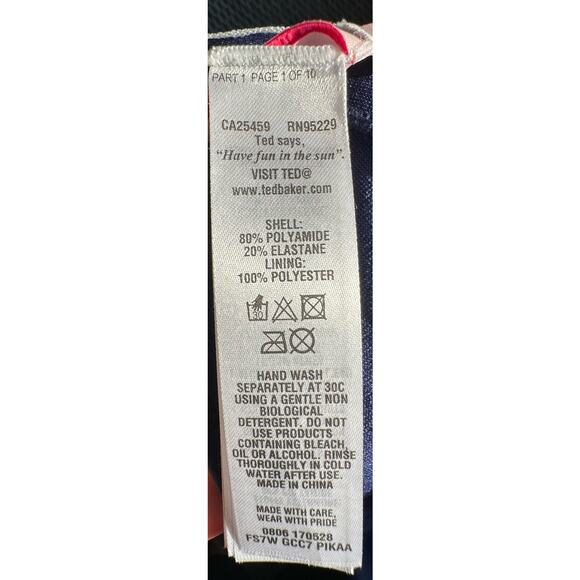 PART 1 PAGE 1 OF 10
CA25459 RN95229
Ted says,
"Have fun in the sun".
VISIT TED@
www.tedbaker.com
SHELL:
80% POLYAMIDE
20% ELASTANE
LINING:
100% POLYESTER
30
HAND WASH
SEPARATELY AT 30C
USING A GENTLE NON
BIOLOGICAL
DETERGENT. DO NOT
USE PRODUCTS
CONTAINING BLEACH,
OIL OR ALCOHOL. RINSE
THOROUGHLY IN COLD
WATER AFTER USE.
MADE IN CHINA
MADE WITH CARE,
WEAR WITH PRIDE
0806 170528
FS7W GCC7 PIKAA